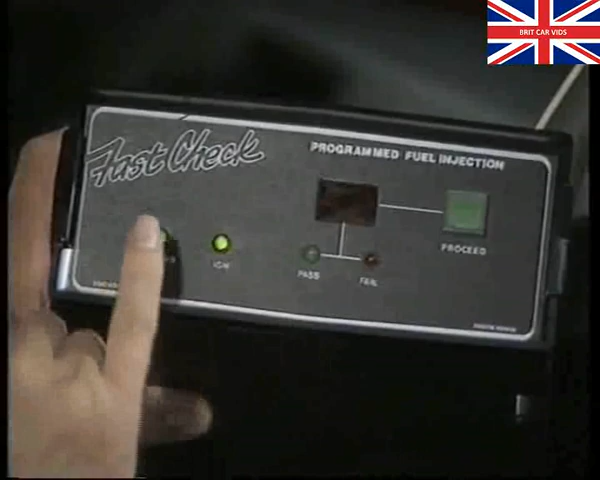 BRIT CAR VIDS
Fast Check
PROGRAMMED FUEL INJECTION
PROCEED
IGN
PASS
FAIL